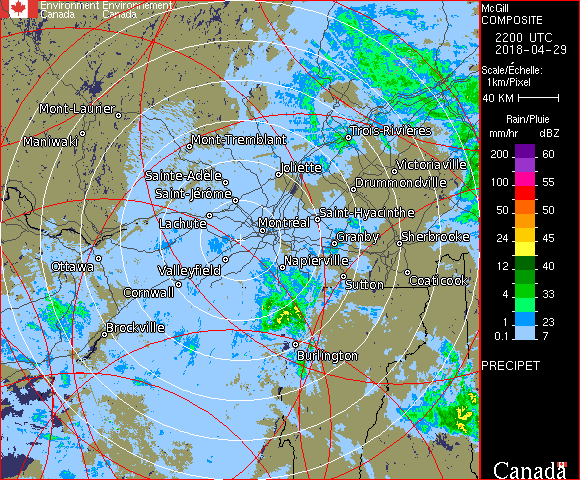 Environment Environnement
Canada Canada
McGill
COMPOSITE
2200 UTC
2018-04-29
Scale/Échelle:
1km/Pixel
40 KM
Rain/Pluie
mm/hr dBZ
200 60
100 55
50 50
24 45
12 40
4 33
1 23
0.1 7
PRECIPET
Canada
Mont-Laurier
Maniwaki
Mont-Tremblant
Trois-Rivières
Sainte-Adèle
Joliette
Victoriaville
Saint-Jérôme
Drummondville
Lachute
Montréal
Saint-Hyacinthe
Granby
Sherbrooke
Ottawa
Valleyfield
Napierville
Cornwall
Sutton
Coaticook
Brockville
Burlington